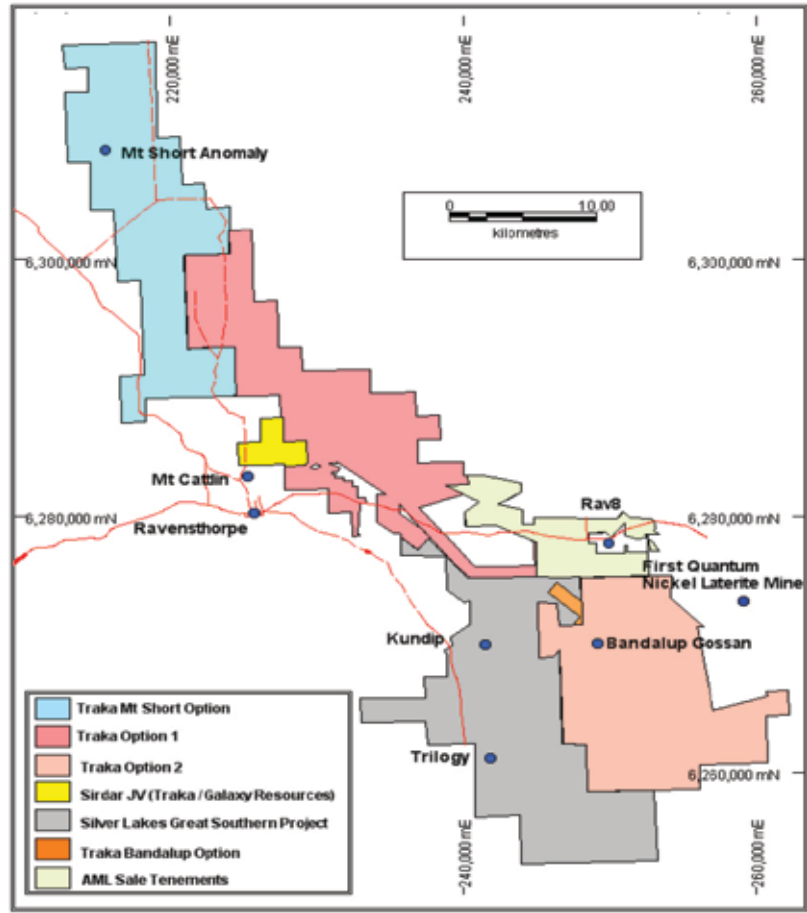 220,000 mE
240,000 mE
260,000 mE
Mt Short Anomaly
0 10,00
kilometres
6,300,000 mN
6,300,000 mN
Mt Cattlin
Rav8
6,280,000 mN
6,280,000 mN
Ravensthorpe
First Quantum
Nickel Laterite Mine
Kundip
Bandalup Gossan
Trilogy
6,260,000 mN
240,000 mE
260,000 mE
Traka Mt Short Option
Traka Option 1
Traka Option 2
Sirdar JV (Traka / Galaxy Resources)
Silver Lakes Great Southern Project
Traka Bandalup Option
AML Sale Tenements